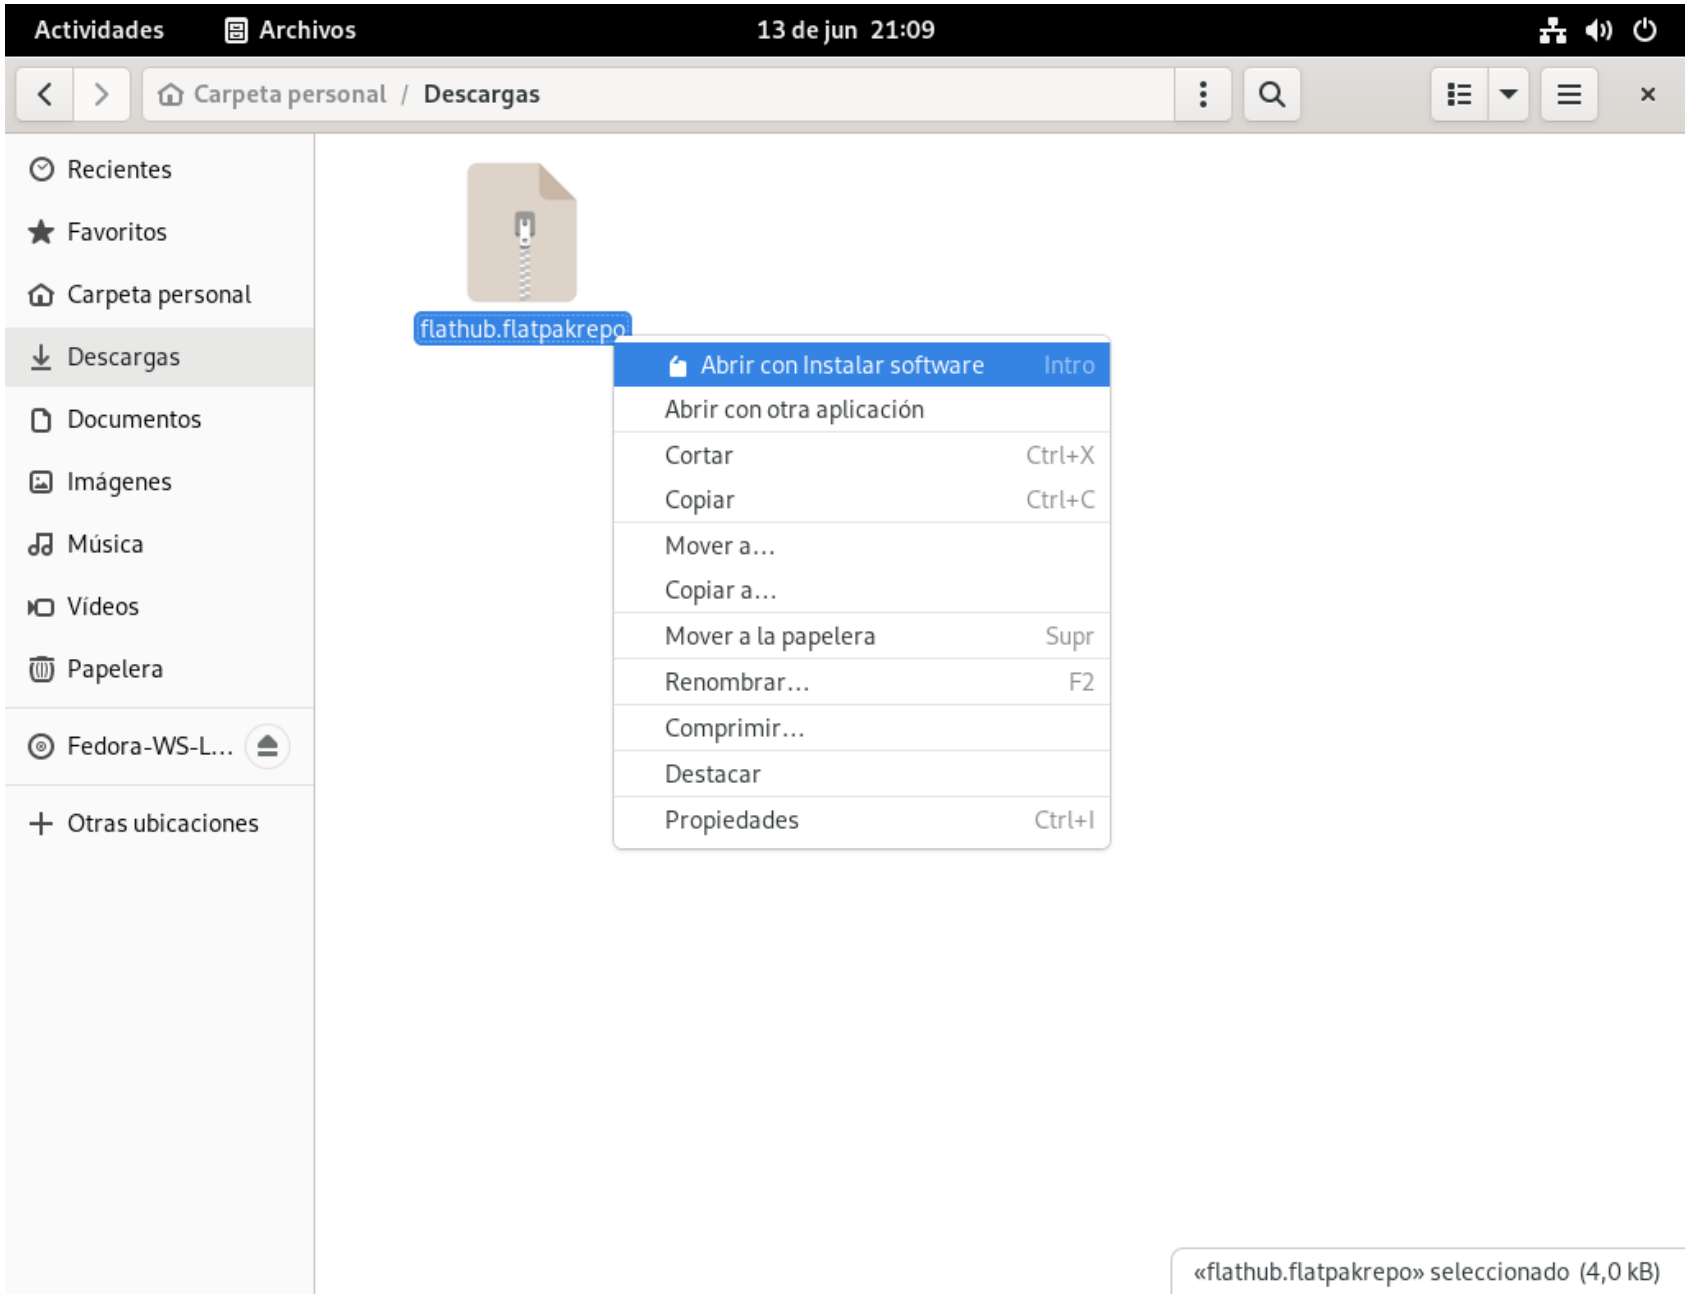 Actividades Archivos 13 de jun 21:09
Carpeta personal / Descargas
Recientes
Favoritos
Carpeta personal
Descargas
Documentos
Imágenes
Música
Vídeos
Papelera
Fedora-WS-L...
Otras ubicaciones
flathub.flatpakrepo
Abrir con Instalar software Intro
Abrir con otra aplicación
Cortar Ctrl+X
Copiar Ctrl+C
Mover a...
Copiar a...
Mover a la papelera Supr
Renombrar... F2
Comprimir...
Destacar
Propiedades Ctrl+I
«flathub.flatpakrepo» seleccionado (4,0 kB)